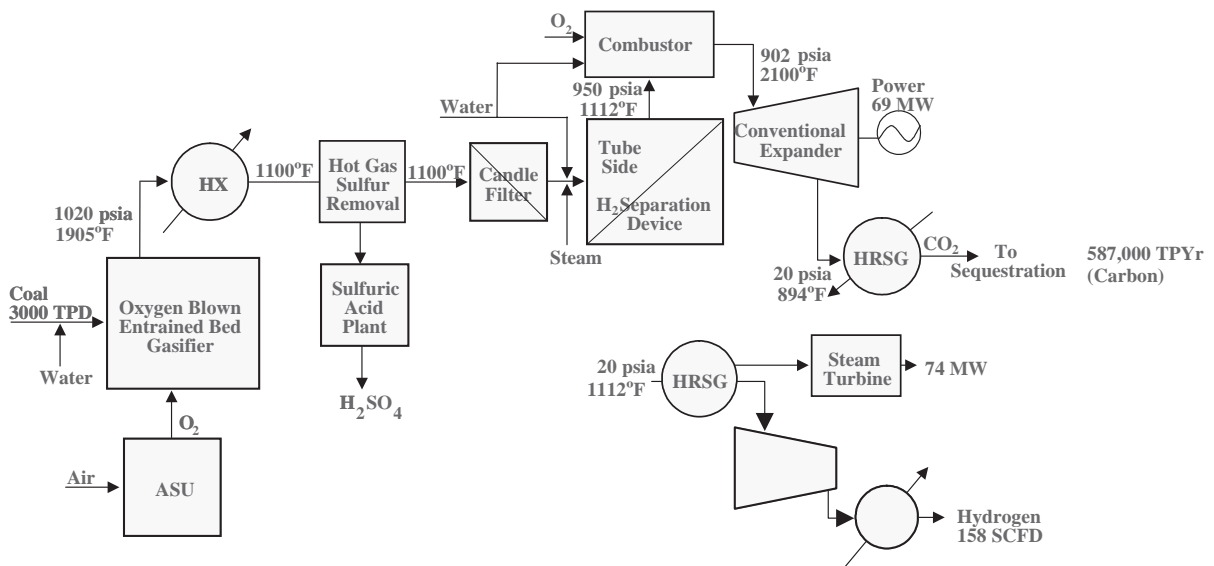 O2
Combustor
902 psia
2100°F
950 psia
1112°F
Power
69 MW
Water
Conventional
Expander
Tube
Side
H2Separation
Device
HX
1100°F
Hot Gas
Sulfur
Removal
1100°F
Candle
Filter
Steam
1020 psia
1905°F
HRSG
CO2
To
Sequestration
587,000 TPYr
(Carbon)
20 psia
894°F
Coal
3000 TPD
Oxygen Blown
Entrained Bed
Gasifier
Water
Sulfuric
Acid
Plant
H2SO4
20 psia
1112°F
HRSG
Steam
Turbine
74 MW
O2
Air
ASU
Hydrogen
158 SCFD